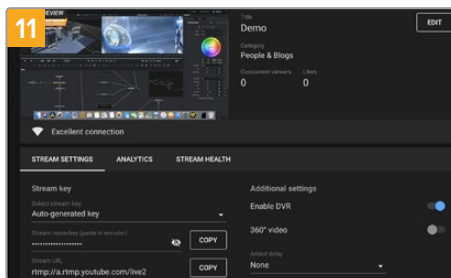 11
PREVIEW
Title
Demo
EDIT
Category
People & Blogs
Concurrent viewers Likes
0 0
Excellent connection
STREAM SETTINGS ANALYTICS STREAM HEALTH
Stream key
Additional settings
Select stream key
Auto-generated key
Enable DVR
Stream name/key (paste in encoder)
••••••••••••••••••• COPY
360° video
Stream URL
rtmp://a.rtmp.youtube.com/live2 COPY
Added delay
None